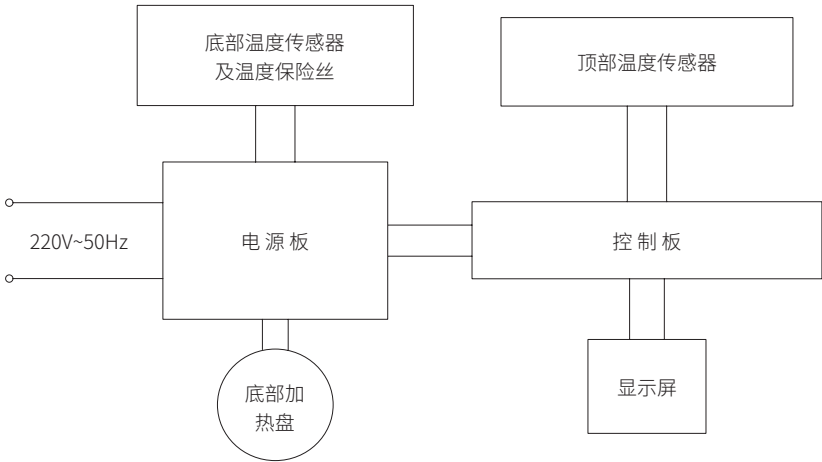 底部温度传感器
及温度保险丝
顶部温度传感器
220V~50Hz
电源板
控制板
底部加
热盘
显示屏